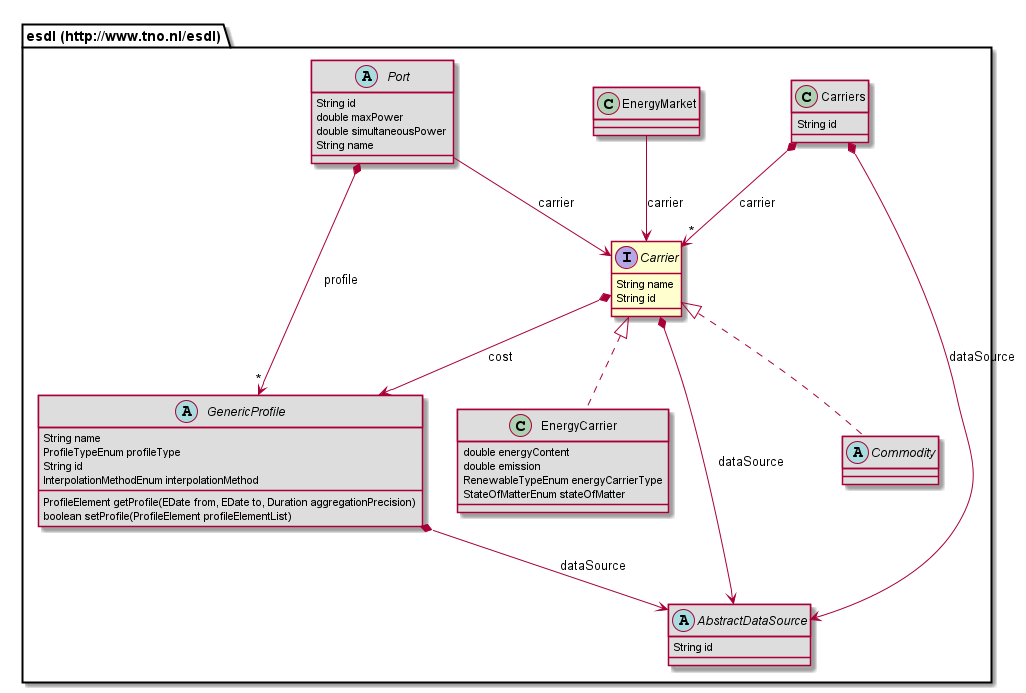 esdl (http://www.tno.nl/esdl)
A Port
String id
double maxPower
double simultaneousPower
String name
C EnergyMarket
C Carriers
String id
carrier
carrier
carrier
*
profile
I Carrier
String name
String id
cost
dataSource
*
A GenericProfile
String name
ProfileTypeEnum profileType
String id
InterpolationMethodEnum interpolationMethod
ProfileElement getProfile(EDate from, EDate to, Duration aggregationPrecision)
boolean setProfile(ProfileElement profileElementList)
C EnergyCarrier
double energyContent
double emission
RenewableTypeEnum energyCarrierType
StateOfMatterEnum stateOfMatter
dataSource
A Commodity
dataSource
A AbstractDataSource
String id